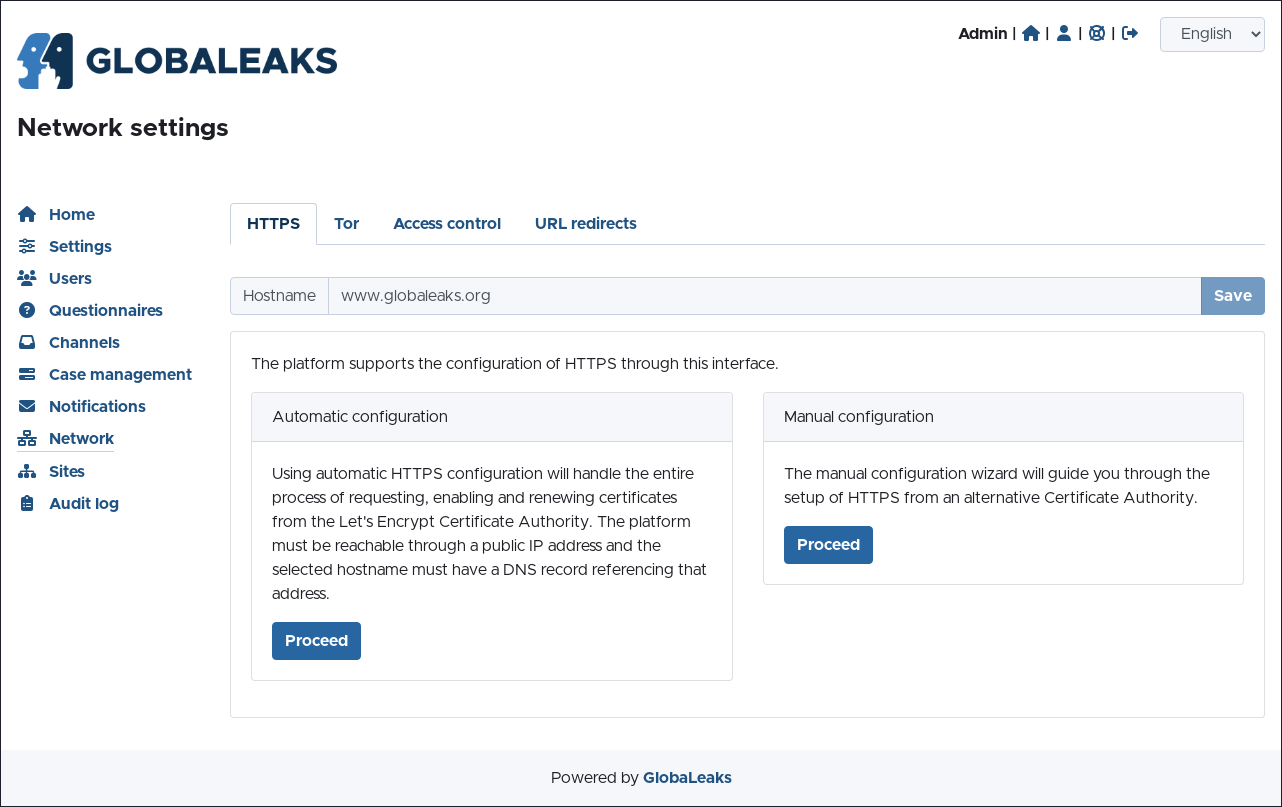 GLOBALEAKS
Admin | | | |
English
Network settings
Home
Settings
Users
Questionnaires
Channels
Case management
Notifications
Network
Sites
Audit log
HTTPS Tor Access control URL redirects
Hostname www.globaleaks.org Save
The platform supports the configuration of HTTPS through this interface.
Automatic configuration
Using automatic HTTPS configuration will handle the entire
process of requesting, enabling and renewing certificates
from the Let's Encrypt Certificate Authority. The platform
must be reachable through a public IP address and the
selected hostname must have a DNS record referencing that
address.
Proceed
Manual configuration
The manual configuration wizard will guide you through the
setup of HTTPS from an alternative Certificate Authority.
Proceed
Powered by GlobaLeaks